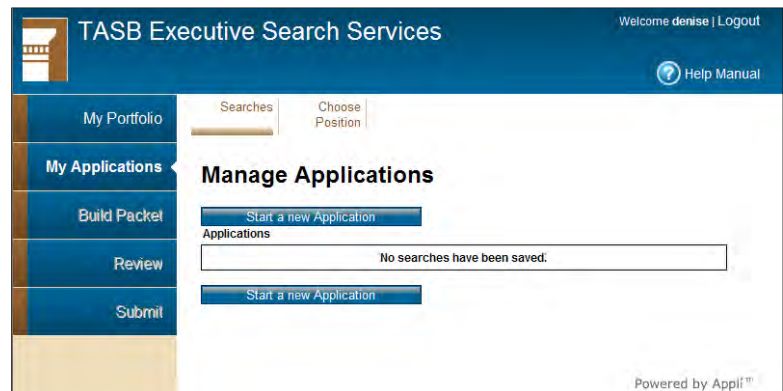 TASB Executive Search Services
Welcome denise | Logout
Help Manual
My Portfolio
My Applications
Build Packet
Review
Submit
Searches
Choose
Position
Manage Applications
Start a new Application
Applications
No searches have been saved.
Start a new Application
Powered by Appli™